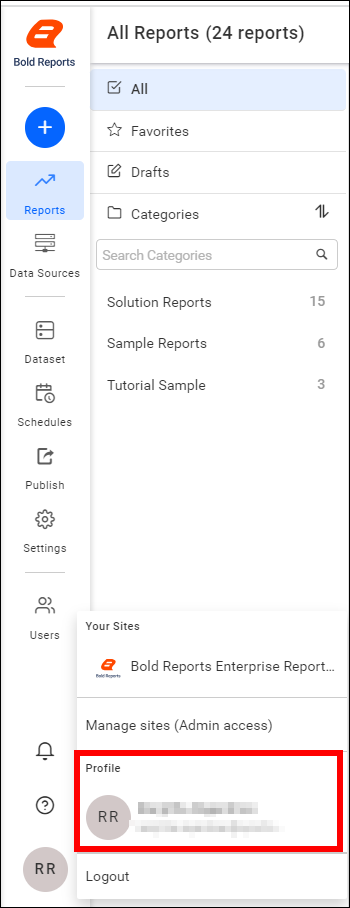 Bold Reports
All Reports (24 reports)
All
Favorites
Drafts
Categories
Search Categories
Solution Reports 15
Sample Reports 6
Tutorial Sample 3
Reports
Data Sources
Dataset
Schedules
Publish
Settings
Users
Your Sites
Bold Reports
Bold Reports Enterprise Report...
Manage sites (Admin access)
Profile
RR
RR
Logout